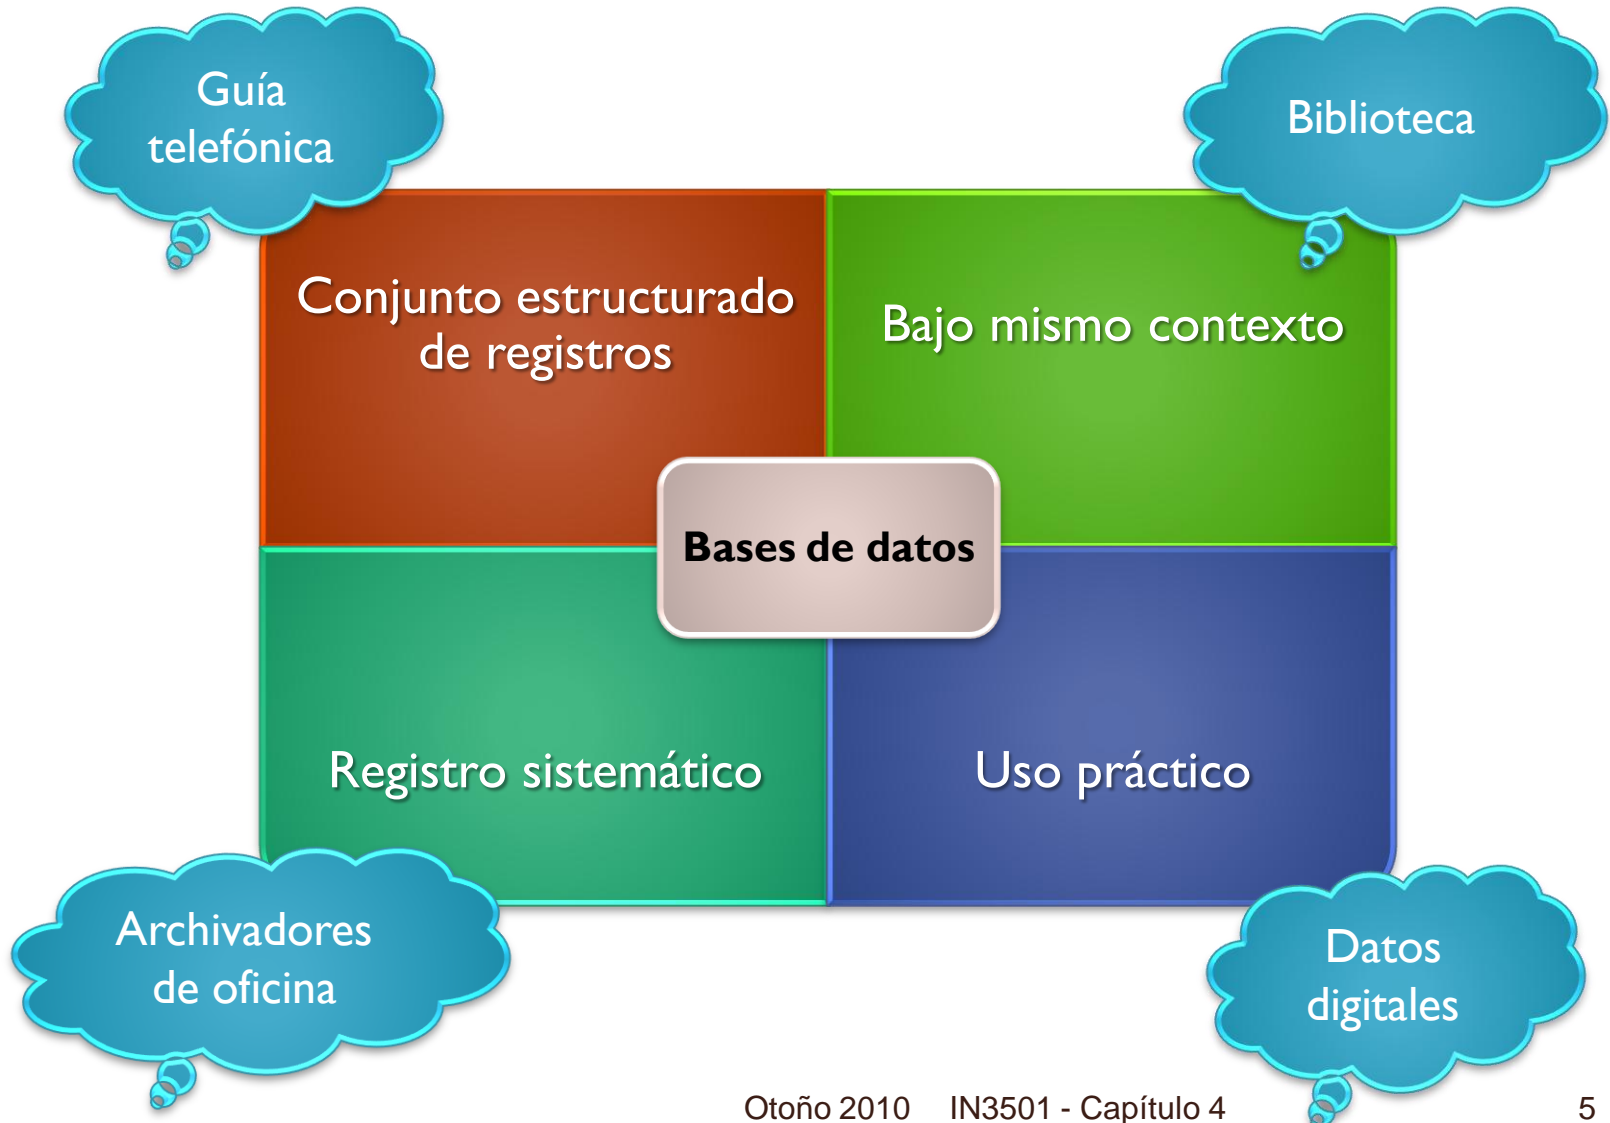 Guía
telefónica
Biblioteca
Conjunto estructurado
de registros
Bajo mismo contexto
Bases de datos
Registro sistemático
Uso práctico
Archivadores
de oficina
Datos
digitales
Otoño 2010 IN3501 - Capítulo 4 5